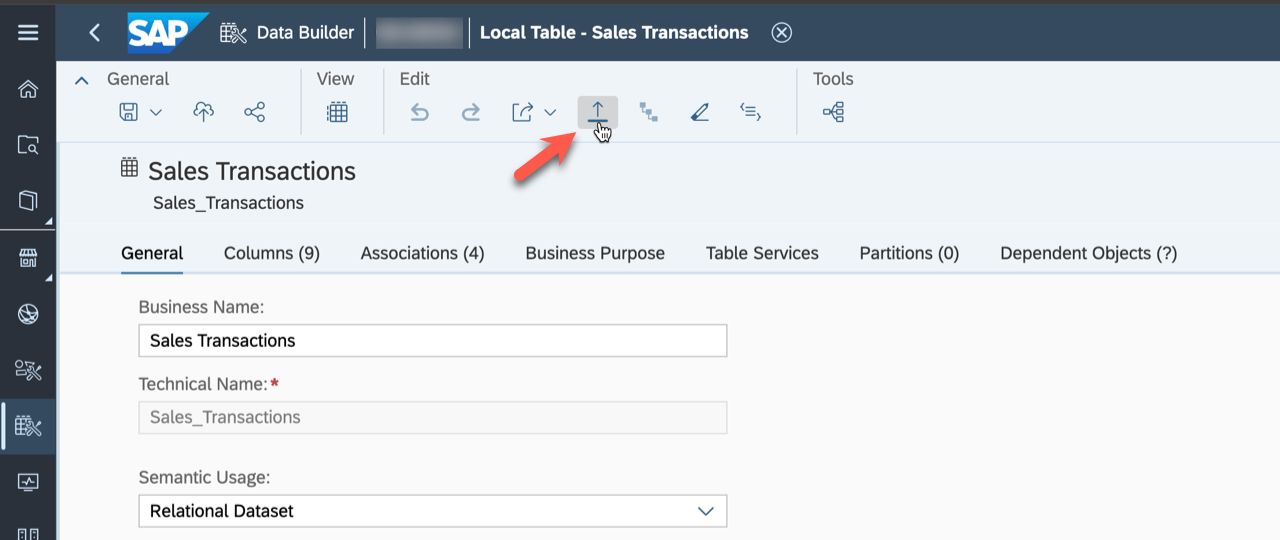 SAP Data Builder Local Table - Sales Transactions
General View Edit Tools
Sales Transactions
Sales_Transactions
General Columns (9) Associations (4) Business Purpose Table Services Partitions (0) Dependent Objects (?)
Business Name:
Sales Transactions
Technical Name:*
Sales_Transactions
Semantic Usage:
Relational Dataset